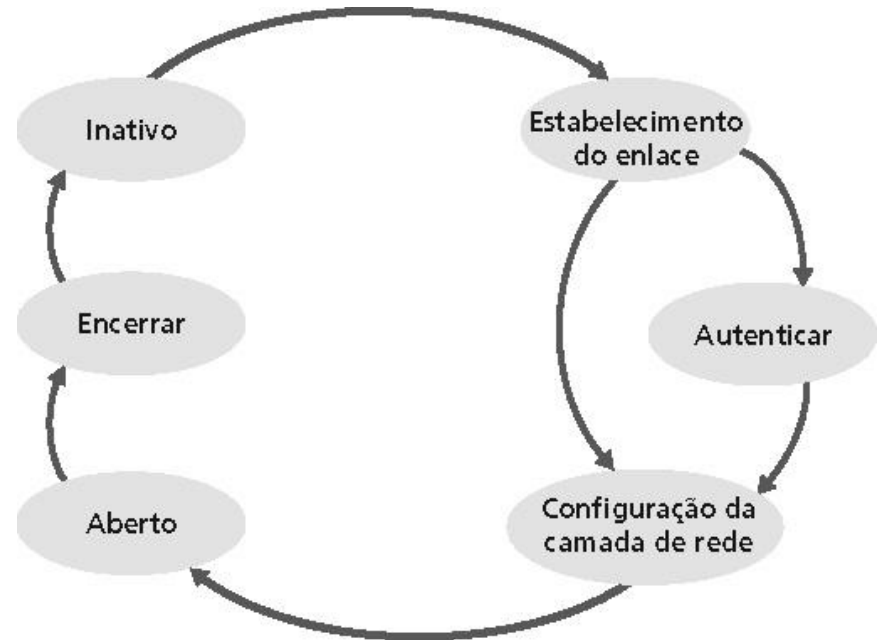 Inativo
Estabelecimento
do enlace
Encerrar
Autenticar
Aberto
Configuração da
camada de rede